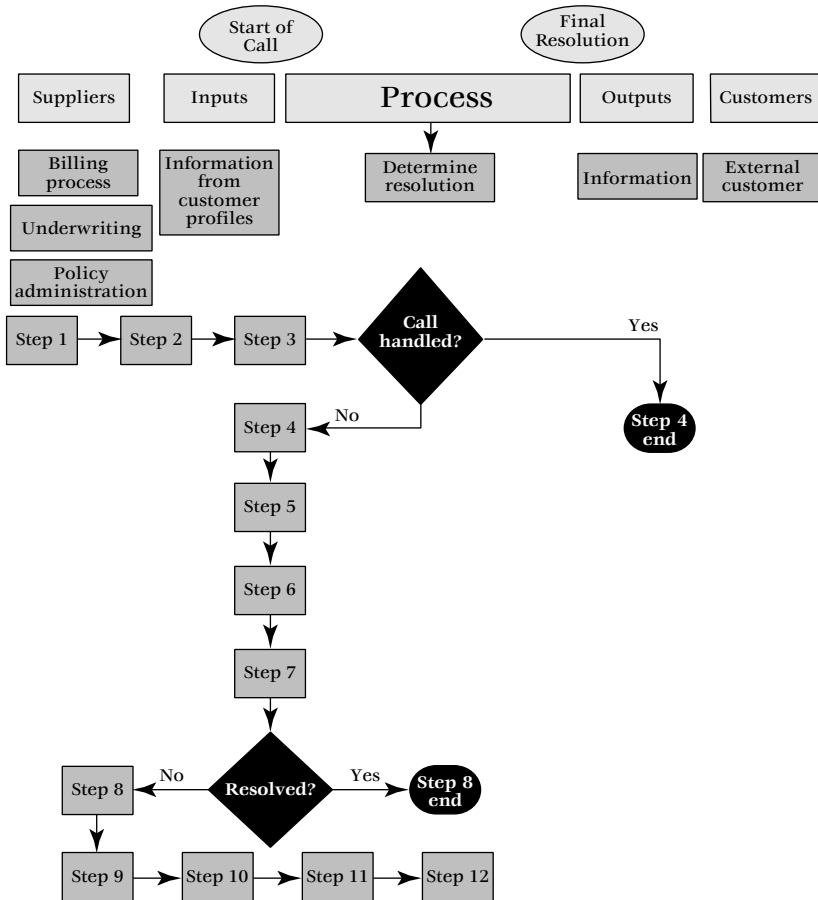 Start of
Call
Final
Resolution
Suppliers
Inputs
Process
Outputs
Customers
Billing
process
Information
from
customer
profiles
Determine
resolution
Information
External
customer
Underwriting
Policy
administration
Step 1
Step 2
Step 3
Call
handled?
Yes
No
Step 4
Step 4
end
Step 5
Step 6
Step 7
Step 8
No
Resolved?
Yes
Step 8
end
Step 9
Step 10
Step 11
Step 12